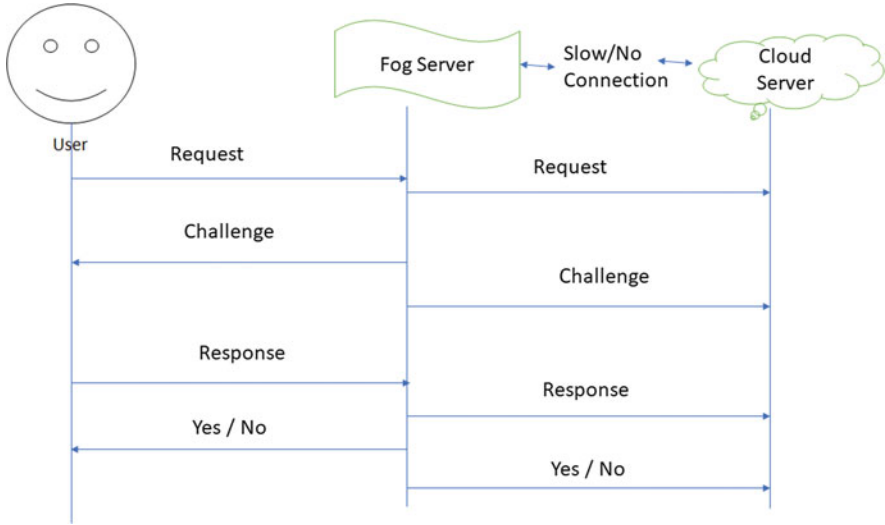 Fog Server
Slow/No
Connection
Cloud
Server
User
Request
Request
Challenge
Challenge
Response
Response
Yes / No
Yes / No